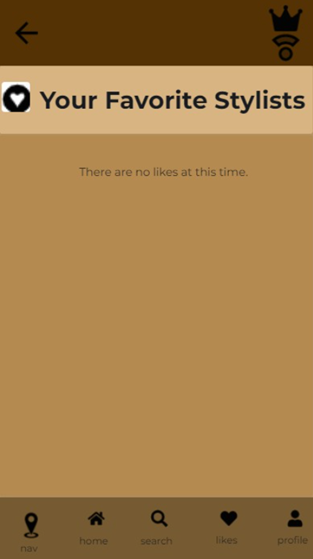 Your Favorite Stylists
There are no likes at this time.
nav
home
search
likes
profile